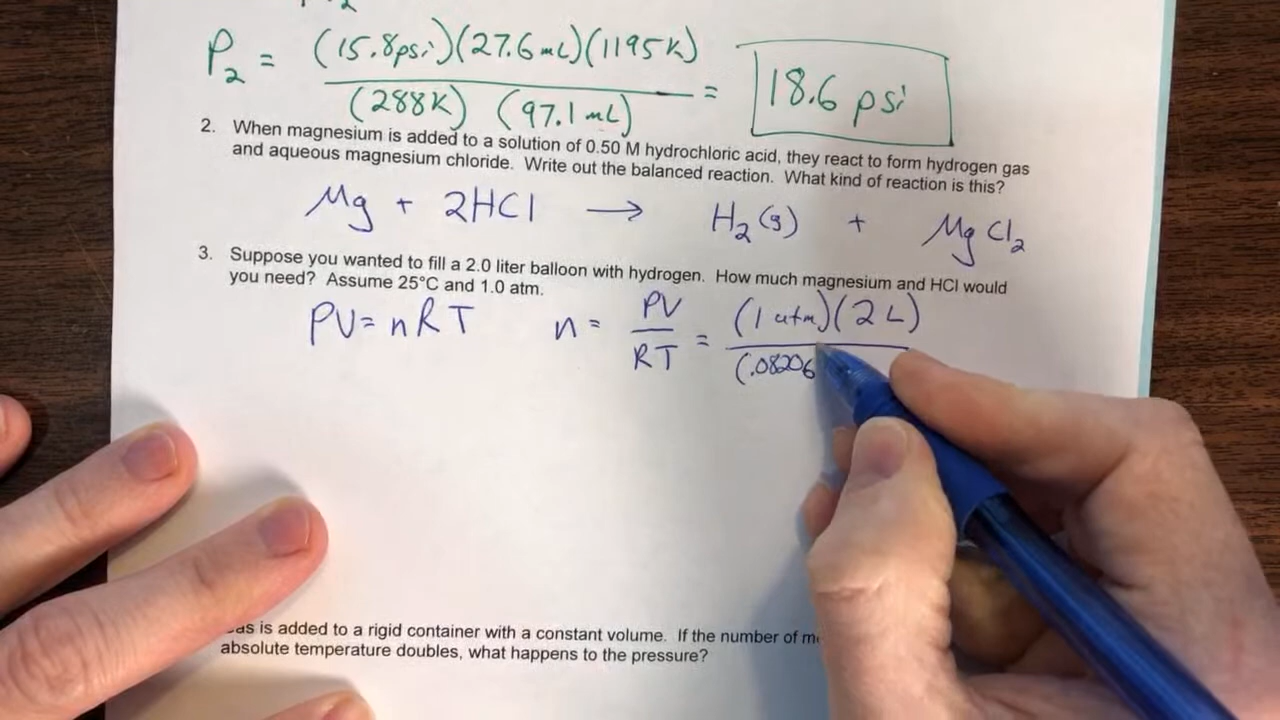 2
P₂ = (15.8psi)(27.6mL)(1195K) = 18.6 psi
(288K) (97.1mL)
2. When magnesium is added to a solution of 0.50 M hydrochloric acid, they react to form hydrogen gas
and aqueous magnesium chloride. Write out the balanced reaction. What kind of reaction is this?
Mg + 2HCl → H₂(g) + MgCl₂
3. Suppose you wanted to fill a 2.0 liter balloon with hydrogen. How much magnesium and HCl would
you need? Assume 25°C and 1.0 atm.
PV=nRT n = PV = (1 atm)(2 L)
RT (.08206
is added to a rigid container with a constant volume. If the number of
absolute temperature doubles, what happens to the pressure?